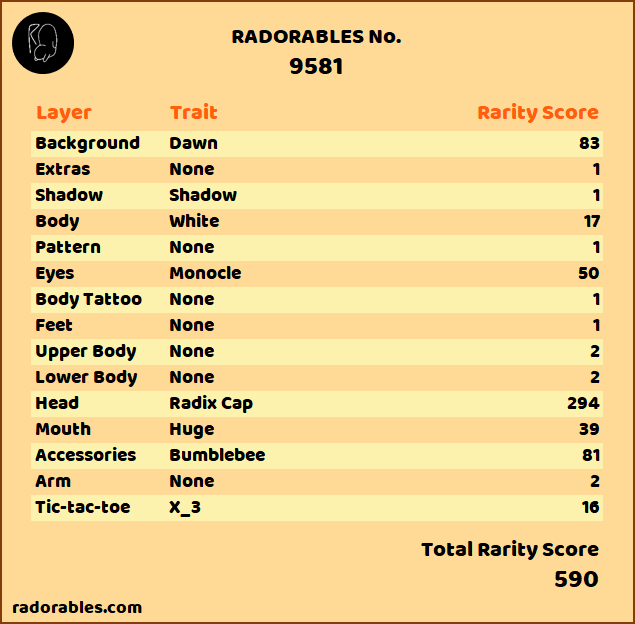 RADORABLES No.
9581
Layer Trait Rarity Score
Background Dawn 83
Extras None 1
Shadow Shadow 1
Body White 17
Pattern None 1
Eyes Monocle 50
Body Tattoo None 1
Feet None 1
Upper Body None 2
Lower Body None 2
Head Radix Cap 294
Mouth Huge 39
Accessories Bumblebee 81
Arm None 2
Tic-tac-toe X_3 16
Total Rarity Score
590
radorables.com